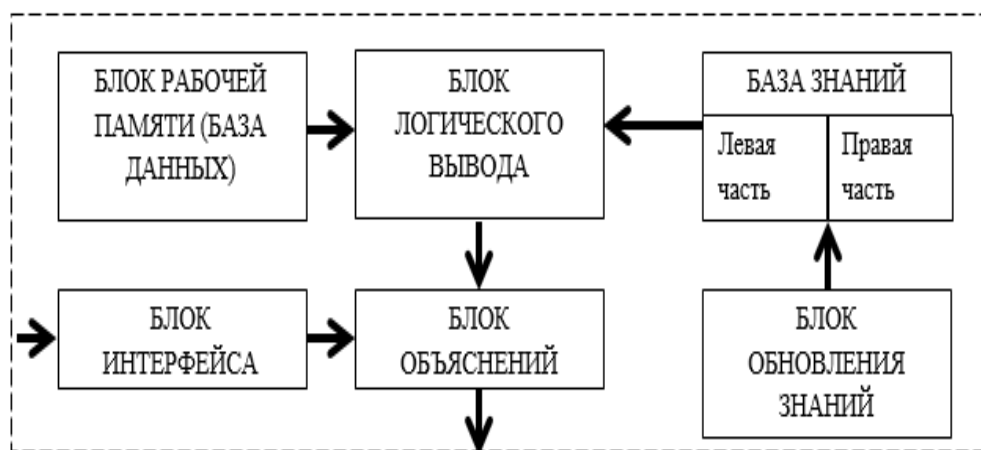 БЛОК РАБОЧЕЙ
ПАМЯТИ (БАЗА
ДАННЫХ)
БЛОК
ЛОГИЧЕСКОГО
ВЫВОДА
БАЗА ЗНАНИЙ
Левая
часть
Правая
часть
БЛОК
ИНТЕРФЕЙСА
БЛОК
ОБЪЯСНЕНИЙ
БЛОК
ОБНОВЛЕНИЯ
ЗНАНИЙ